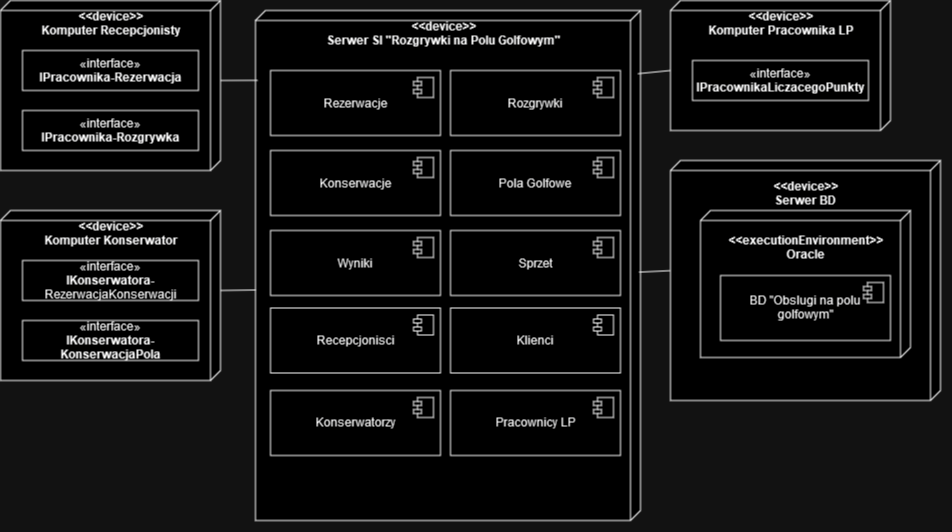 <<device>>
Komputer Recepcjonisty
«interface»
IPracownika-Rezerwacja
«interface»
IPracownika-Rozgrywka
<<device>>
Komputer Konserwator
«interface»
IKonserwatora-
RezerwacjaKonserwacji
«interface»
IKonserwatora-
KonserwacjaPola
<<device>>
Serwer SI "Rozgrywki na Polu Golfowym"
Rezerwacje
Rozgrywki
Konserwacje
Pola Golfowe
Wyniki
Sprzet
Recepcjonisci
Klienci
Konserwatorzy
Pracownicy LP
<<device>>
Komputer Pracownika LP
«interface»
IPracownikaLiczacegoPunkty
<<device>>
Serwer BD
<<executionEnvironment>>
Oracle
BD "Obslugi na polu
golfowym"